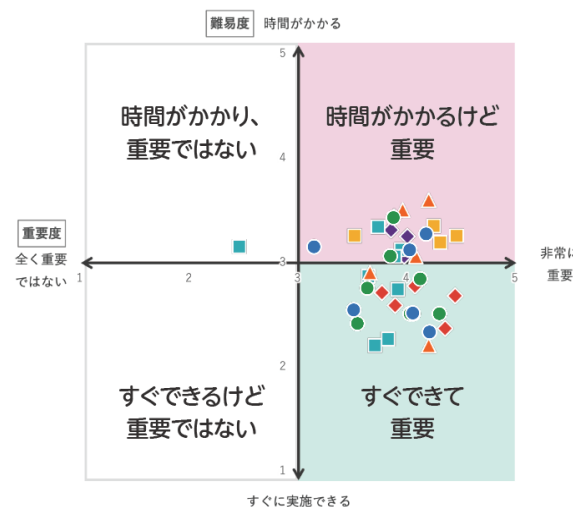 難易度 時間がかかる
5
時間がかかり、
重要ではない
時間がかかるけど
重要
4
重要度
全く重要
ではない
非常に
重要
3
1 2 3 4 5
2
すぐできるけど
重要ではない
すぐできて
重要
1
すぐに実施できる